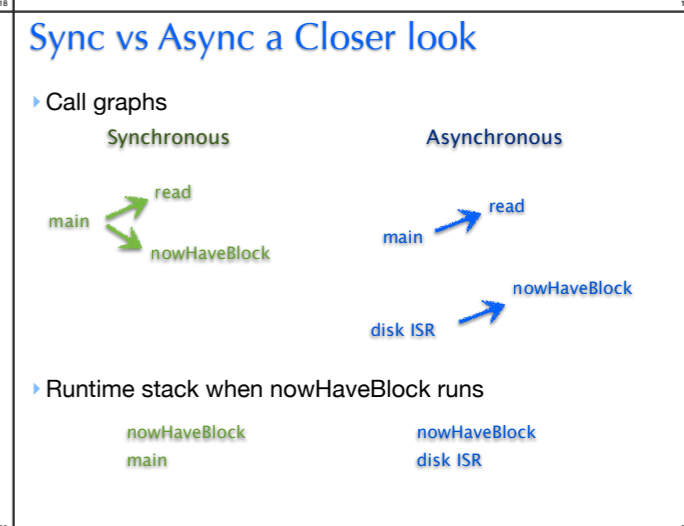 18
Sync vs Async a Closer look
‣ Call graphs
Synchronous
main
read
nowHaveBlock
Asynchronous
main
read
disk ISR
nowHaveBlock
‣ Runtime stack when nowHaveBlock runs
nowHaveBlock
main
nowHaveBlock
disk ISR